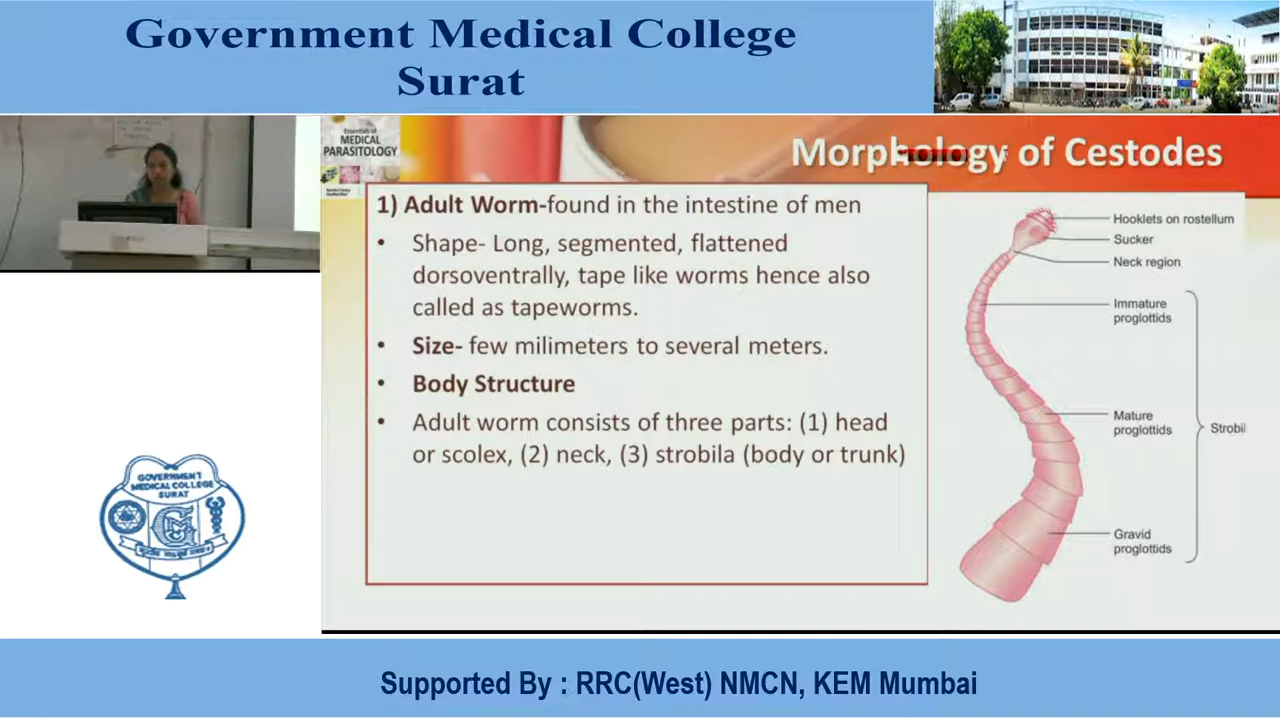 Government Medical College
Surat
Essentials of
MEDICAL
PARASITOLOGY
Morphology of Cestodes
1) Adult Worm-found in the intestine of men
• Shape- Long, segmented, flattened
dorsoventrally, tape like worms hence also
called as tapeworms.
• Size- few milimeters to several meters.
• Body Structure
• Adult worm consists of three parts: (1) head
or scolex, (2) neck, (3) strobila (body or trunk)
Hooklets on rostellum
Sucker
Neck region
Immature
proglottids
Mature
proglottids
Strobil
Gravid
proglottids
GOVERNMENT
MEDICAL COLLEGE
SURAT
Supported By : RRC(West) NMCN, KEM Mumbai